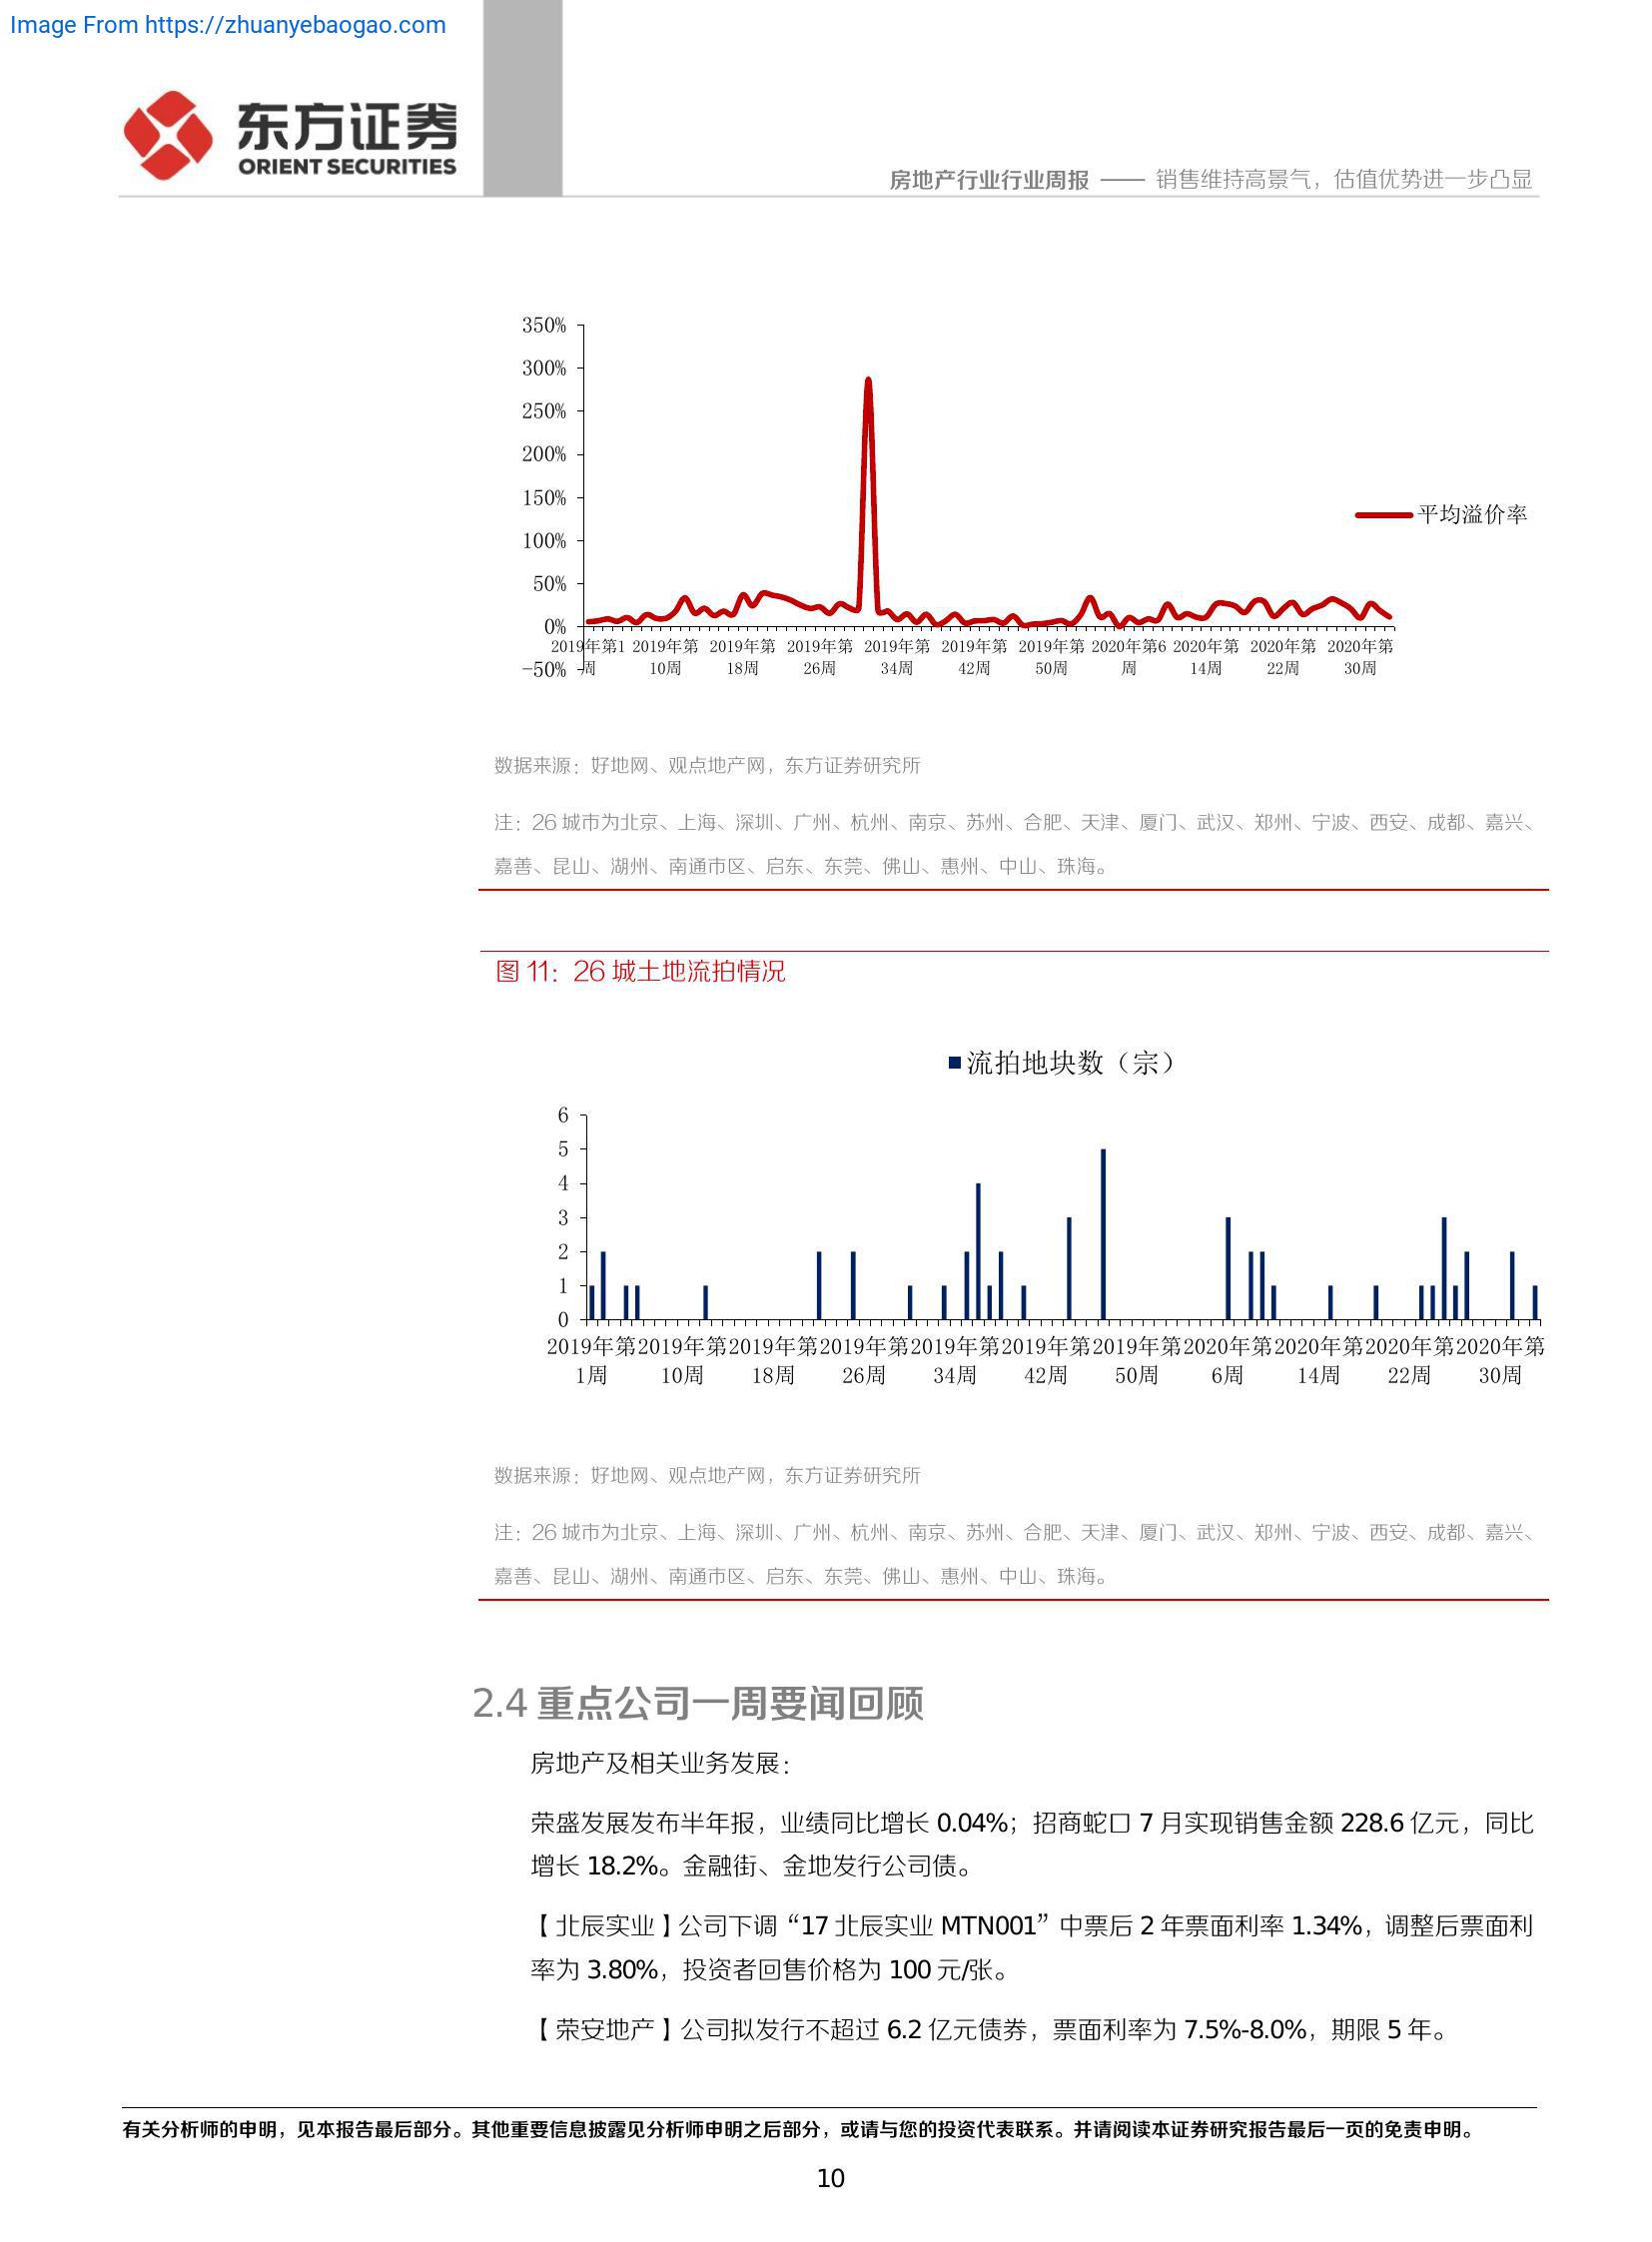 Image From https://zhuanyebaogao.com
东方证券
ORIENT SECURITIES
房地产行业行业周报 —— 销售维持高景气，估值优势进一步凸显
350%
300%
250%
200%
150%
100%
50%
0%
-50%
平均溢价率
2019年第1周 2019年第10周 2019年第18周 2019年第26周 2019年第34周 2019年第42周 2019年第50周 2020年第6周 2020年第14周 2020年第22周 2020年第30周
数据来源：好地网、观点地产网，东方证券研究所
注：26 城市为北京、上海、深圳、广州、杭州、南京、苏州、合肥、天津、厦门、武汉、郑州、宁波、西安、成都、嘉兴、
嘉善、昆山、湖州、南通市区、启东、东莞、佛山、惠州、中山、珠海。
图 11：26 城土地流拍情况
流拍地块数（宗）
6
5
4
3
2
1
0
2019年第1周 2019年第10周 2019年第18周 2019年第26周 2019年第34周 2019年第42周 2019年第50周 2020年第6周 2020年第14周 2020年第22周 2020年第30周
数据来源：好地网、观点地产网，东方证券研究所
注：26 城市为北京、上海、深圳、广州、杭州、南京、苏州、合肥、天津、厦门、武汉、郑州、宁波、西安、成都、嘉兴、
嘉善、昆山、湖州、南通市区、启东、东莞、佛山、惠州、中山、珠海。
2.4 重点公司一周要闻回顾
房地产及相关业务发展：
荣盛发展发布半年报，业绩同比增长 0.04%；招商蛇口 7 月实现销售金额 228.6 亿元，同比
增长 18.2%。金融街、金地发行公司债。
【北辰实业】公司下调“17 北辰实业 MTN001”中票后 2 年票面利率 1.34%，调整后票面利
率为 3.80%，投资者回售价格为 100 元/张。
【荣安地产】公司拟发行不超过 6.2 亿元债券，票面利率为 7.5%-8.0%，期限 5 年。
有关分析师的申明，见本报告最后部分。其他重要信息披露见分析师申明之后部分，或请与您的投资代表联系。并请阅读本证券研究报告最后一页的免责申明。
10